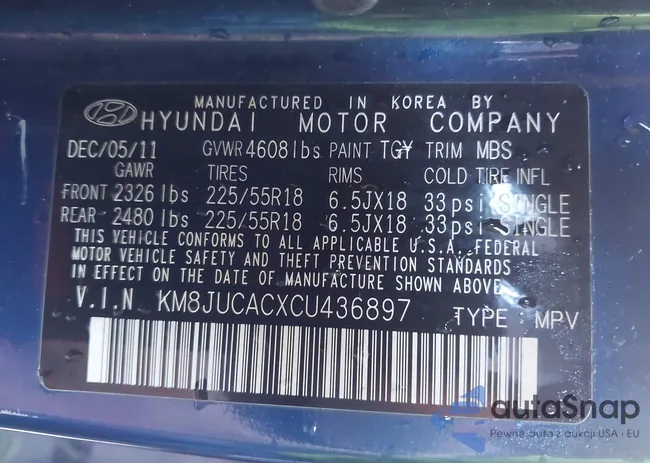 MANUFACTURED IN KOREA BY
HYUNDAI MOTOR COMPANY
DEC/05/11 GVWR 4608lbs PAINT TGY TRIM MBS
GAWR TIRES RIMS COLD TIRE INFL
FRONT 2326 lbs 225/55R18 6.5JX18 33psi SINGLE
REAR 2480 lbs 225/55R18 6.5JX18 33psi SINGLE
THIS VEHICLE CONFORMS TO ALL APPLICABLE U.S.A. FEDERAL
MOTOR VEHICLE SAFETY AND THEFT PREVENTION STANDARDS
IN EFFECT ON THE DATE OF MANUFACTURE SHOWN ABOVE.
V.I.N KM8JUCACXCU436897 TYPE : MPV
autoSnap
Pewne auta z aukcji USA i EU